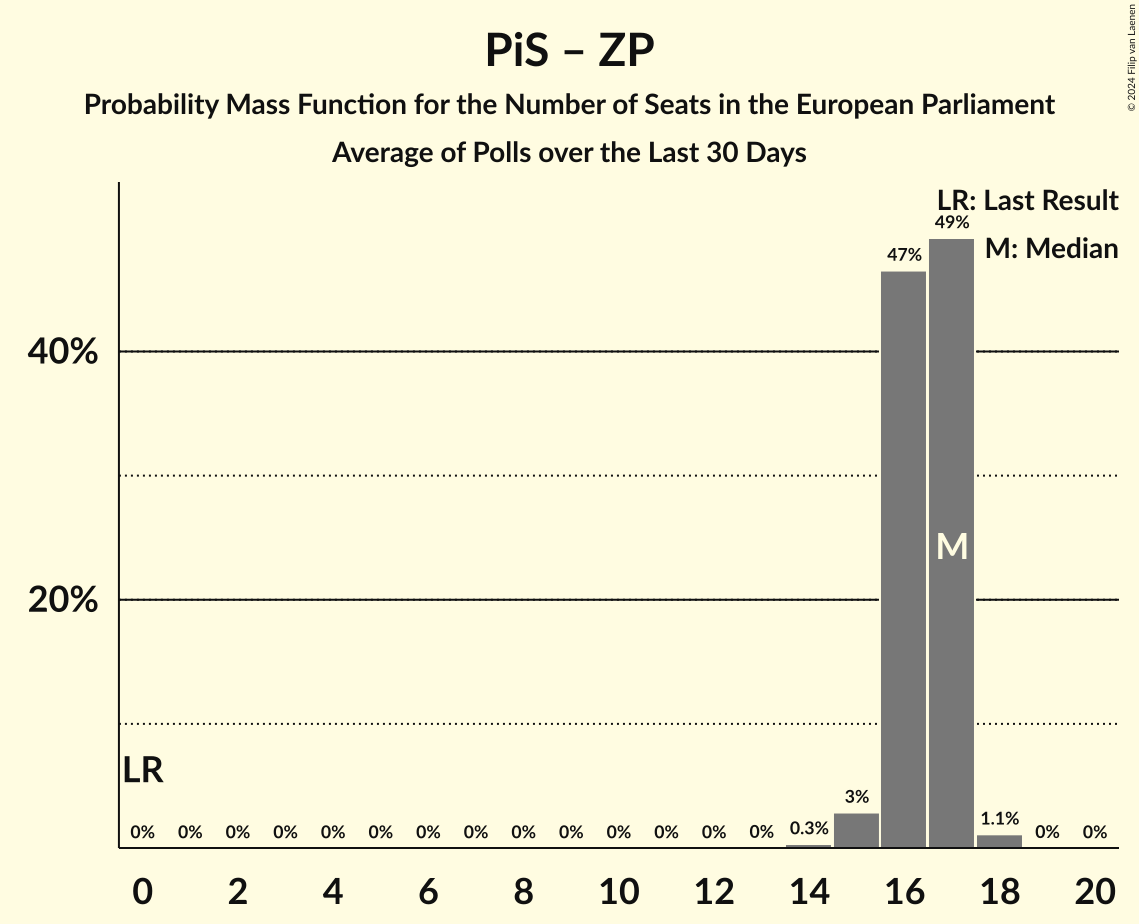 PiS – ZP
Probability Mass Function for the Number of Seats in the European Parliament
Average of Polls over the Last 30 Days
© 2024 Filip van Laenen
LR: Last Result
M: Median
49%
47%
40%
M
20%
LR
0% 0% 0% 0% 0% 0% 0% 0% 0% 0% 0% 0% 0% 0% 0.3% 3% 1.1% 0% 0%
0 2 4 6 8 10 12 14 16 18 20